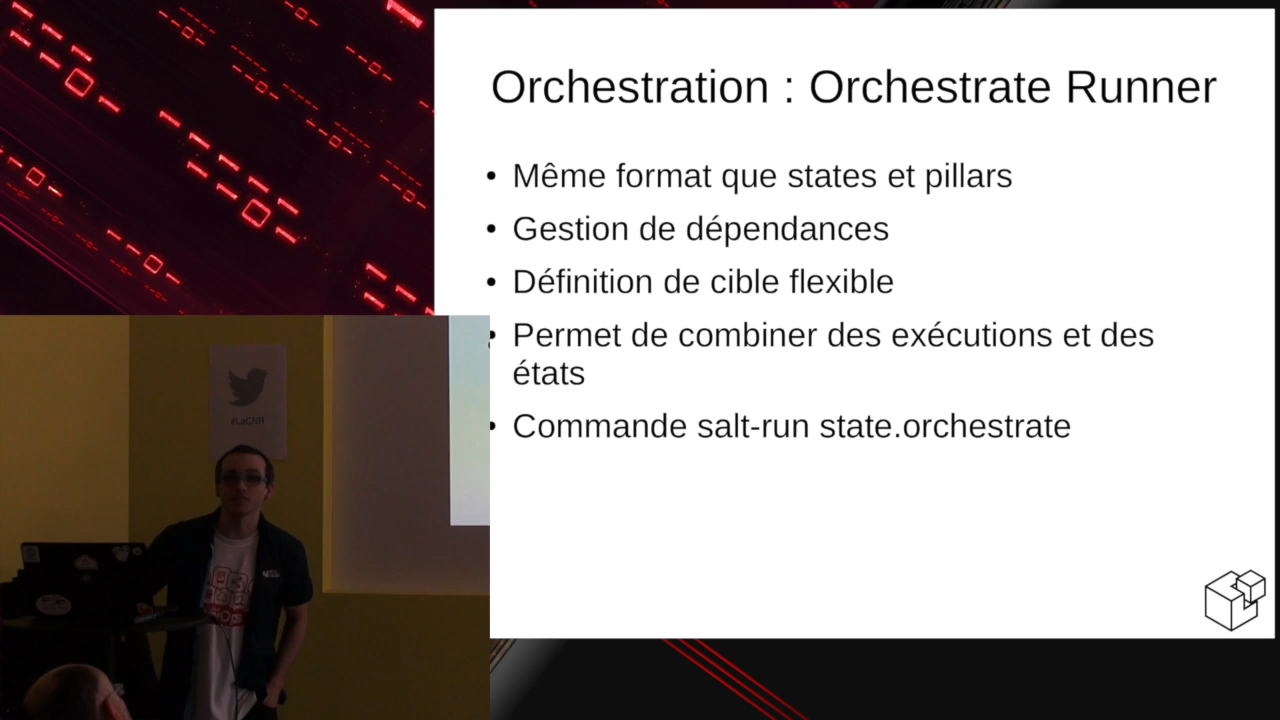 Orchestration : Orchestrate Runner
• Même format que states et pillars
• Gestion de dépendances
• Définition de cible flexible
• Permet de combiner des exécutions et des
états
• Commande salt-run state.orchestrate
#LaCNR